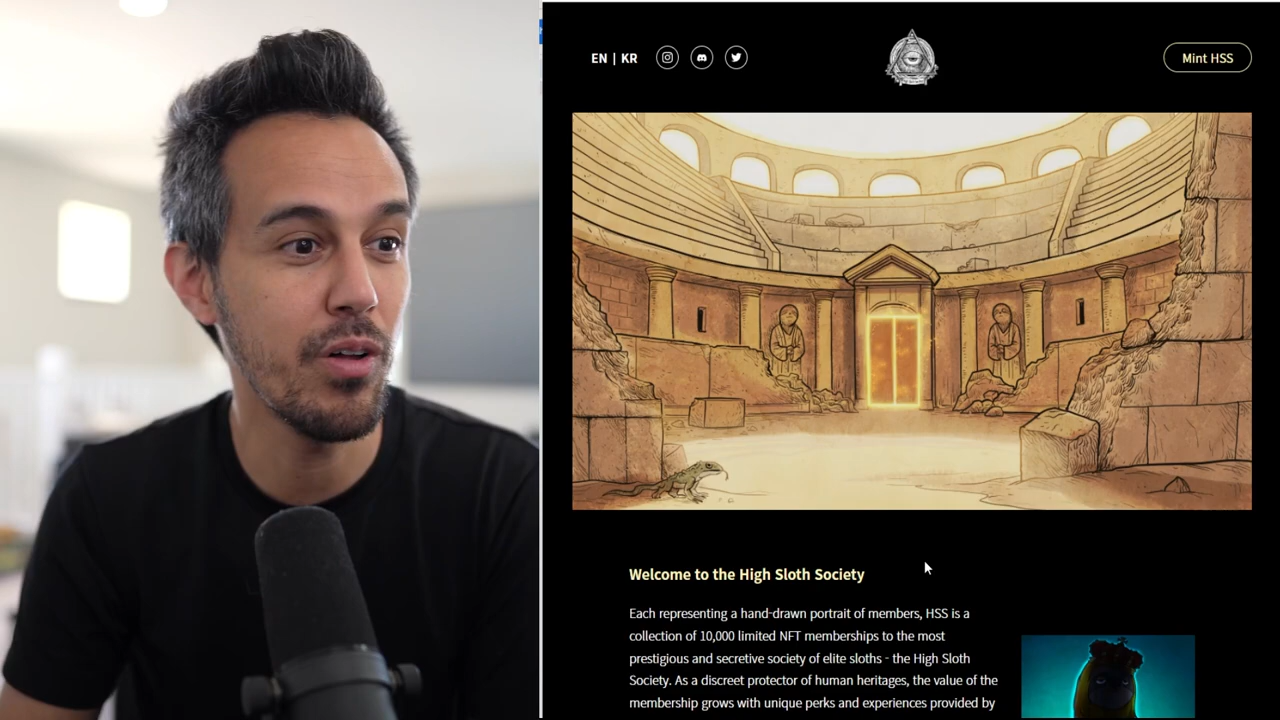 EN | KR
Mint HSS
Welcome to the High Sloth Society
Each representing a hand-drawn portrait of members, HSS is a
collection of 10,000 limited NFT memberships to the most
prestigious and secretive society of elite sloths - the High Sloth
Society. As a discreet protector of human heritages, the value of the
membership grows with unique perks and experiences provided by